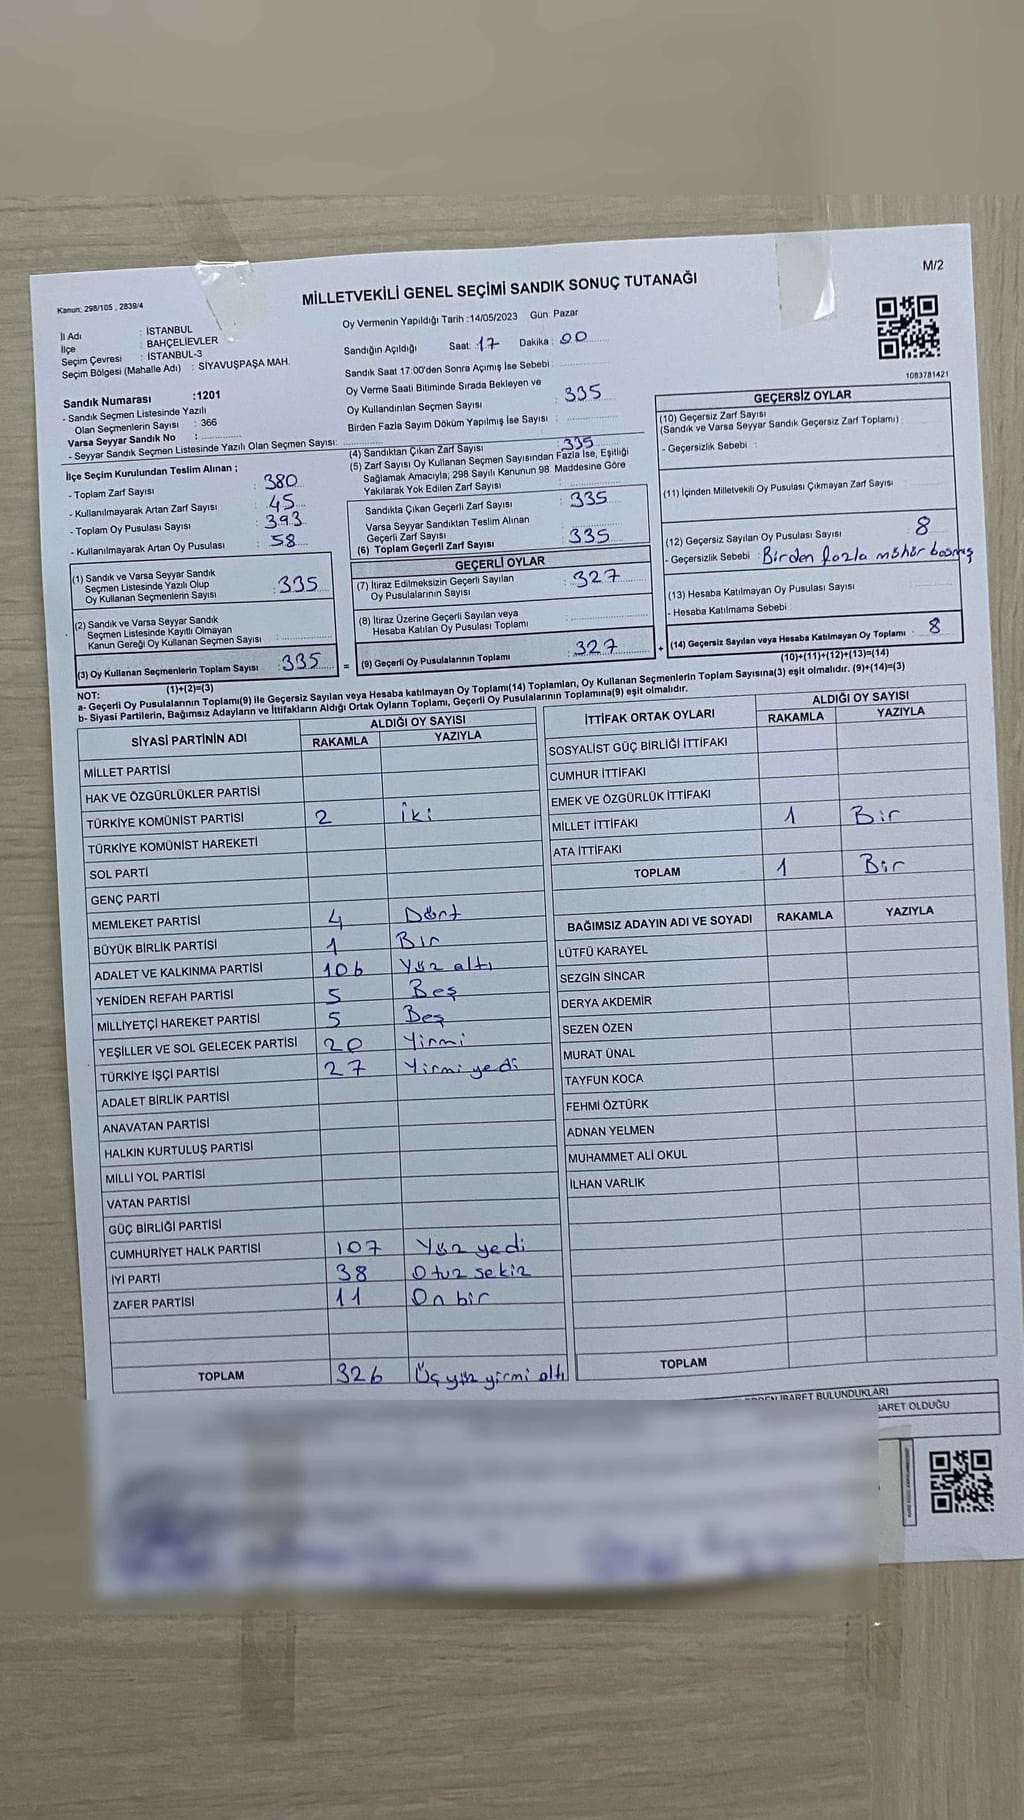 M/2
Kanun: 298/105 , 2839/4
MİLLETVEKİLİ GENEL SEÇİMİ SANDIK SONUÇ TUTANAĞI
İl Adı : İSTANBUL
İlçe : BAHÇELİEVLER
Seçim Çevresi : İSTANBUL-3
Seçim Bölgesi (Mahalle Adı) : SİYAVUŞPAŞA MAH.
Sandık Numarası :1201
- Sandık Seçmen Listesinde Yazılı
Olan Seçmenlerin Sayısı : 366
Varsa Seyyar Sandık No :
- Seyyar Sandık Seçmen Listesinde Yazılı Olan Seçmen Sayısı:
Oy Vermenin Yapıldığı Tarih :14/05/2023 Gün: Pazar
Sandığın Açıldığı Saat: 17 Dakika: 00
Sandık Saat 17.00'den Sonra Açımış İse Sebebi :
Oy Verme Saati Bitiminde Sırada Bekleyen ve
Oy Kullandırılan Seçmen Sayısı : 335
Birden Fazla Sayım Döküm Yapılmış İse Sayısı :
1083781421
İlçe Seçim Kurulundan Teslim Alınan ;
- Toplam Zarf Sayısı : 380
- Kullanılmayarak Artan Zarf Sayısı : 45
- Toplam Oy Pusulası Sayısı : 393
- Kullanılmayarak Artan Oy Pusulası : 58
(1) Sandık ve Varsa Seyyar Sandık
Seçmen Listesinde Yazılı Olup
Oy Kullanan Seçmenlerin Sayısı : 335
(2) Sandık ve Varsa Seyyar Sandık
Seçmen Listesinde Kayıtlı Olmayan
Kanun Gereği Oy Kullanan Seçmen Sayısı :
(3) Oy Kullanan Seçmenlerin Toplam Sayısı : 335
(1)+(2)=(3)
(4) Sandıktan Çıkan Zarf Sayısı : 335
(5) Zarf Sayısı Oy Kullanan Seçmen Sayısından Fazla İse, Eşitliği
Sağlamak Amacıyla; 298 Sayılı Kanunun 98. Maddesine Göre
Yakılarak Yok Edilen Zarf Sayısı :
Sandıkta Çıkan Geçerli Zarf Sayısı : 335
Varsa Seyyar Sandıktan Teslim Alınan
Geçerli Zarf Sayısı :
(6) Toplam Geçerli Zarf Sayısı : 335
GEÇERLİ OYLAR
(7) İtiraz Edilmeksizin Geçerli Sayılan
Oy Pusulalarının Sayısı : 327
(8) İtiraz Üzerine Geçerli Sayılan veya
Hesaba Katılan Oy Pusulası Toplamı :
= (9) Geçerli Oy Pusulalarının Toplamı : 327
GEÇERSİZ OYLAR
(10) Geçersiz Zarf Sayısı
(Sandık ve Varsa Seyyar Sandık Geçersiz Zarf Toplamı) :
- Geçersizlik Sebebi :
(11) İçinden Milletvekili Oy Pusulası Çıkmayan Zarf Sayısı :
(12) Geçersiz Sayılan Oy Pusulası Sayısı : 8
- Geçersizlik Sebebi : Birden fazla mühür basmış
(13) Hesaba Katılmayan Oy Pusulası Sayısı :
- Hesaba Katılmama Sebebi :
+ (14) Geçersiz Sayılan veya Hesaba Katılmayan Oy Toplamı : 8
(10)+(11)+(12)+(13)=(14)
NOT:
a- Geçerli Oy Pusulalarının Toplamı(9) ile Geçersiz Sayılan veya Hesaba katılmayan Oy Toplamı(14) Toplamları, Oy Kullanan Seçmenlerin Toplam Sayısına(3) eşit olmalıdır. (9)+(14)=(3)
b- Siyasi Partilerin, Bağımsız Adayların ve İttifakların Aldığı Ortak Oyların Toplamı, Geçerli Oy Pusulalarının Toplamına(9) eşit olmalıdır.
SİYASİ PARTİNİN ADI ALDIĞI OY SAYISI
RAKAMLA YAZIYLA
MİLLET PARTİSİ
HAK VE ÖZGÜRLÜKLER PARTİSİ
TÜRKİYE KOMÜNİST PARTİSİ 2 İki
TÜRKİYE KOMÜNİST HAREKETİ
SOL PARTİ
GENÇ PARTİ
MEMLEKET PARTİSİ 4 Dört
BÜYÜK BİRLİK PARTİSİ 1 Bir
ADALET VE KALKINMA PARTİSİ 106 Yüz altı
YENİDEN REFAH PARTİSİ 5 Beş
MİLLİYETÇİ HAREKET PARTİSİ 5 Beş
YEŞİLLER VE SOL GELECEK PARTİSİ 20 Yirmi
TÜRKİYE İŞÇİ PARTİSİ 27 Yirmi yedi
ADALET BİRLİK PARTİSİ
ANAVATAN PARTİSİ
HALKIN KURTULUŞ PARTİSİ
MİLLİ YOL PARTİSİ
VATAN PARTİSİ
GÜÇ BİRLİĞİ PARTİSİ
CUMHURİYET HALK PARTİSİ 107 Yüz yedi
İYİ PARTİ 38 Otuz sekiz
ZAFER PARTİSİ 11 On bir
TOPLAM 326 Üç yüz yirmi altı
İTTİFAK ORTAK OYLARI ALDIĞI OY SAYISI
RAKAMLA YAZIYLA
SOSYALİST GÜÇ BİRLİĞİ İTTİFAKI
CUMHUR İTTİFAKI
EMEK VE ÖZGÜRLÜK İTTİFAKI
MİLLET İTTİFAKI 1 Bir
ATA İTTİFAKI
TOPLAM 1 Bir
BAĞIMSIZ ADAYIN ADI VE SOYADI RAKAMLA YAZIYLA
LÜTFÜ KARAYEL
SEZGİN SİNCAR
DERYA AKDEMİR
SEZEN ÖZEN
MURAT ÜNAL
TAYFUN KOCA
FEHMİ ÖZTÜRK
ADNAN YELMEN
MUHAMMET ALİ OKUL
İLHAN VARLIK
TOPLAM
İBARET BULUNDUKLARI
İBARET OLDUĞU